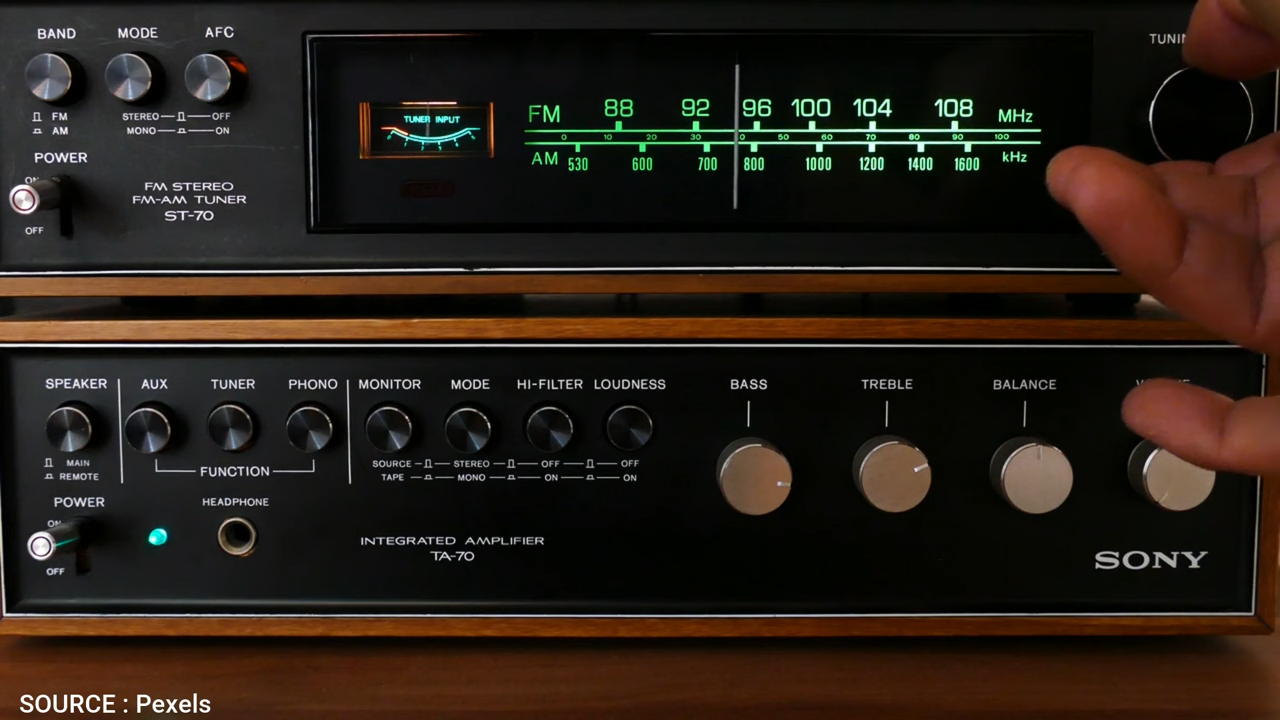 BAND MODE AFC
FM STEREO OFF
AM MONO ON
POWER
ON
OFF
FM STEREO
FM-AM TUNER
ST-70
TUNER INPUT
FM 88 92 96 100 104 108 MHz
0 10 20 30 50 60 70 80 90 100
AM 530 600 700 800 1000 1200 1400 1600 kHz
SPEAKER AUX TUNER PHONO MONITOR MODE HI-FILTER LOUDNESS BASS TREBLE BALANCE
MAIN SOURCE STEREO OFF OFF
REMOTE FUNCTION TAPE MONO ON ON
POWER HEADPHONE
ON
OFF
INTEGRATED AMPLIFIER
TA-70
SONY
SOURCE : Pexels